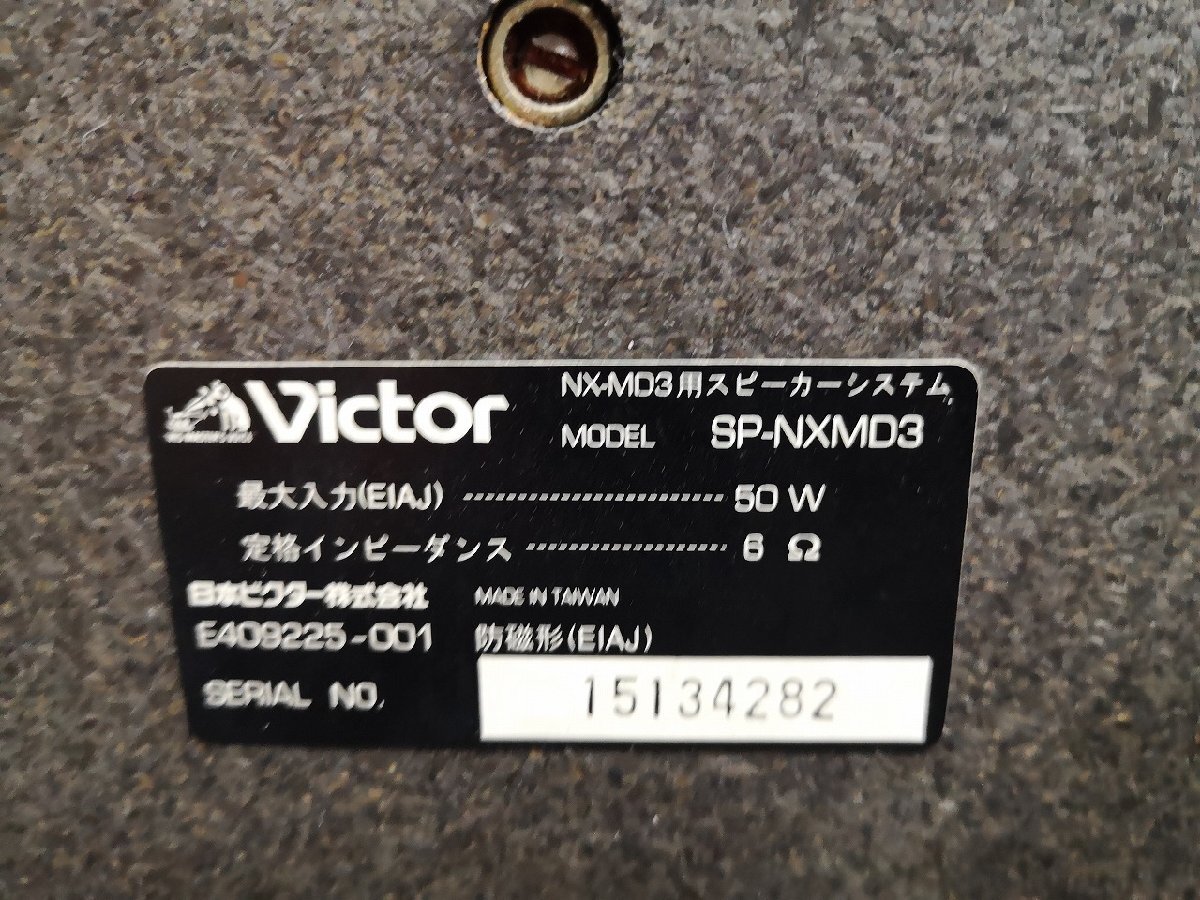 Victor
NX-MD3用スピーカーシステム
MODEL SP-NXMD3
最大入力(EIAJ) 50 W
定格インピーダンス 6 Ω
日本ビクター株式会社 MADE IN TAIWAN
E409225-001 防磁形(EIAJ)
SERIAL NO. 15134282